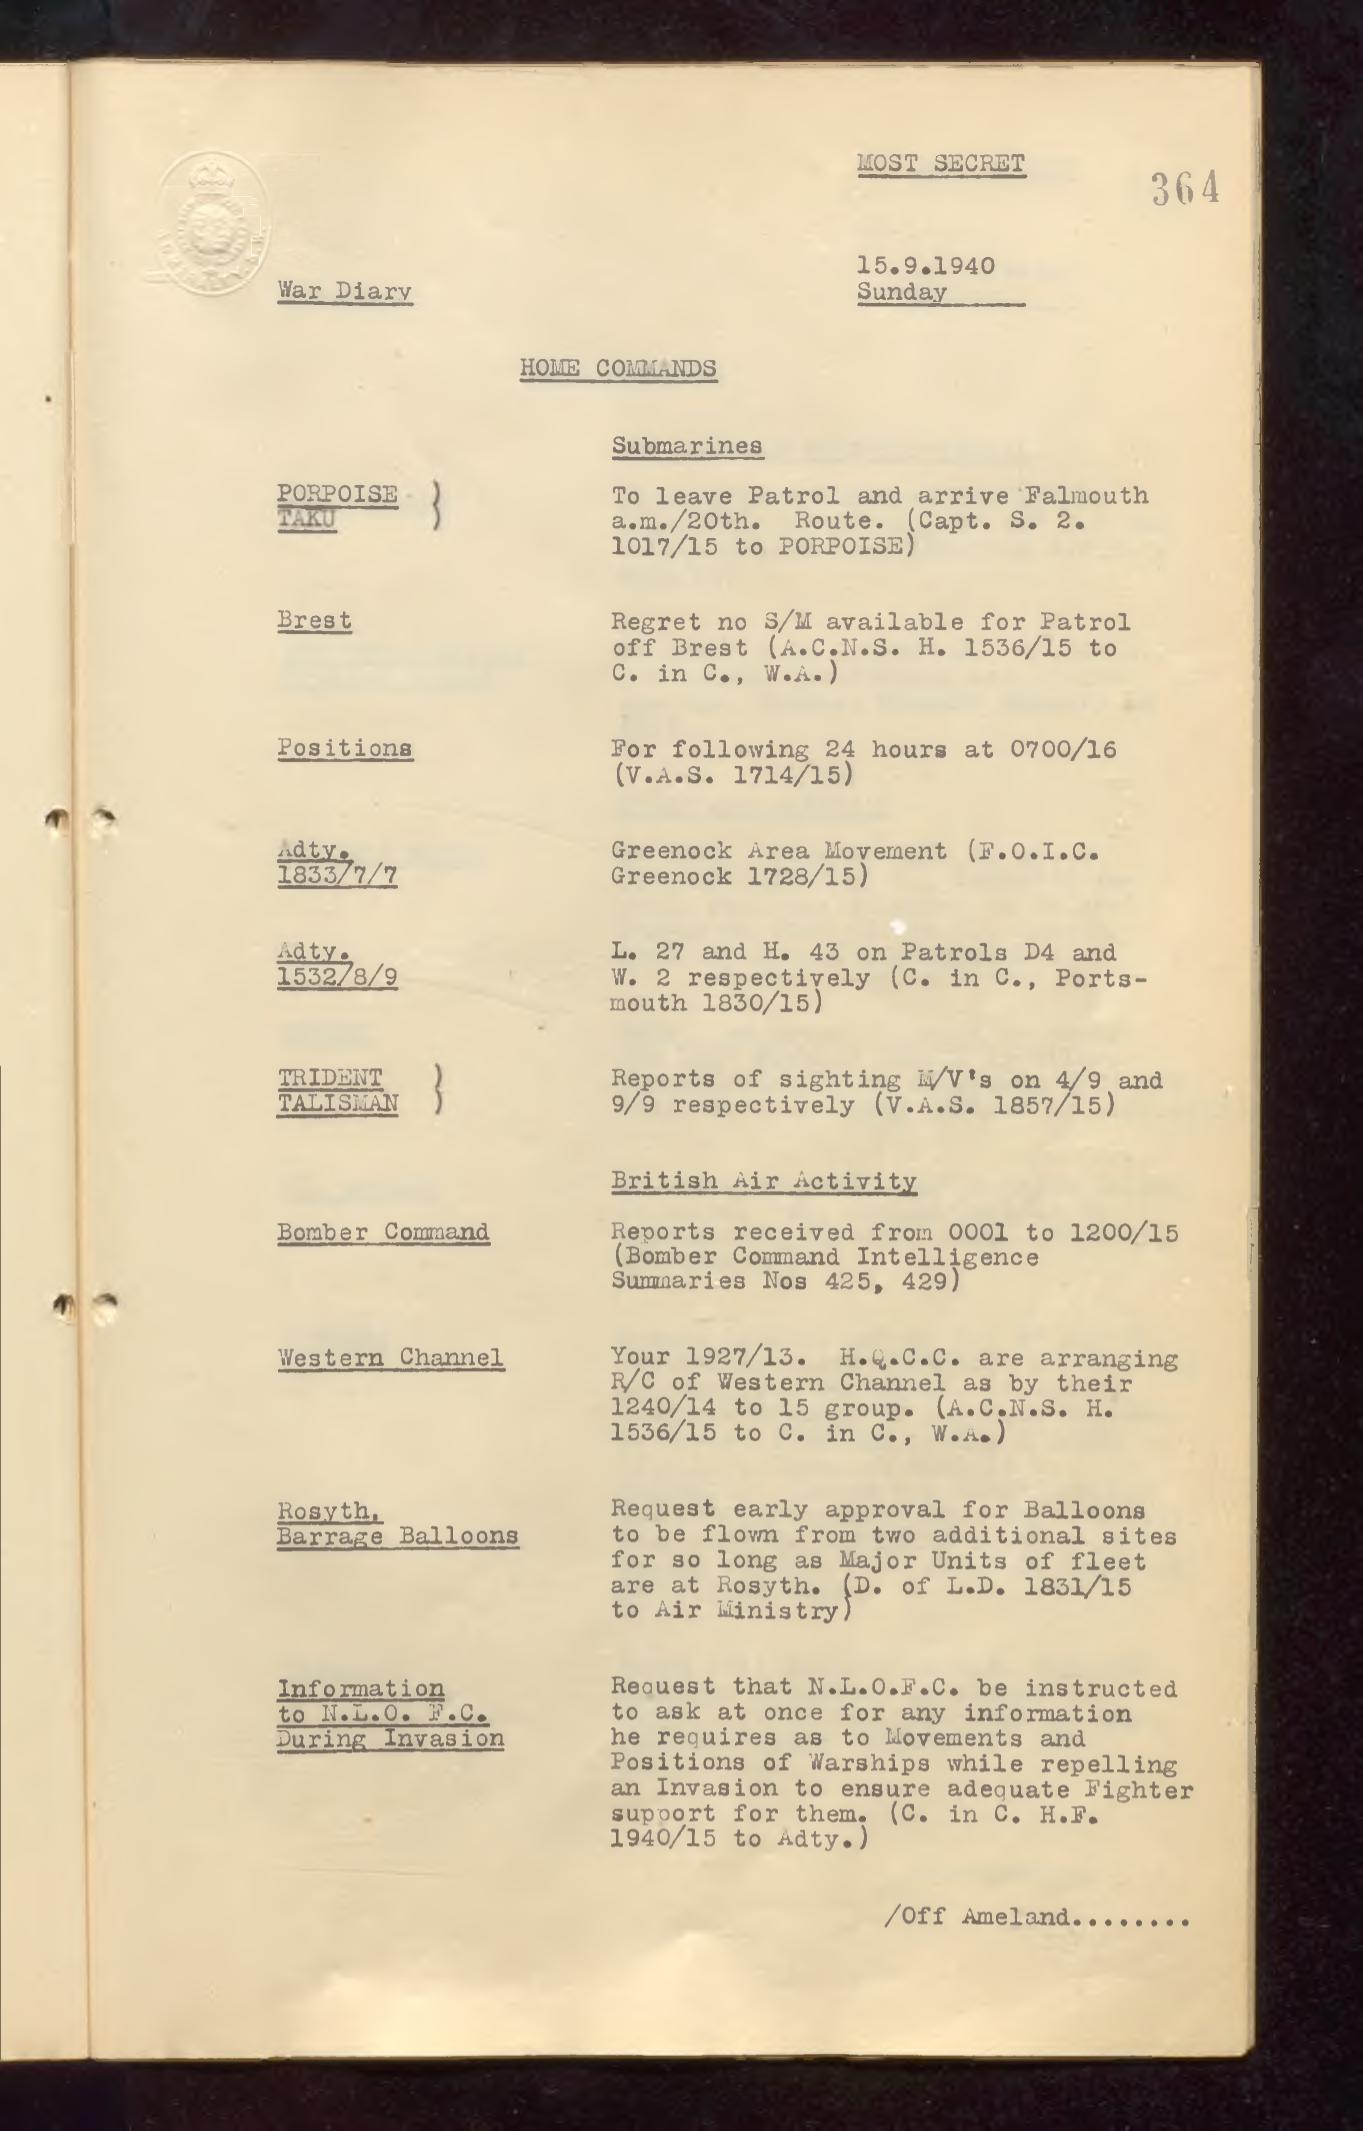 MOST SECRET
364
15.9.1940
Sunday
War Diary
HOME COMMANDS
Submarines
PORPOISE )
TAKU )
To leave Patrol and arrive Falmouth
a.m./20th. Route. (Capt. S. 2.
1017/15 to PORPOISE)
Brest
Regret no S/M available for Patrol
off Brest (A.C.N.S. H. 1536/15 to
C. in C., W.A.)
Positions
For following 24 hours at 0700/16
(V.A.S. 1714/15)
Adty.
1833/7/7
Greenock Area Movement (F.O.I.C.
Greenock 1728/15)
Adty.
1532/8/9
L. 27 and H. 43 on Patrols D4 and
W. 2 respectively (C. in C., Ports-
mouth 1830/15)
TRIDENT )
TALISMAN )
Reports of sighting M/V's on 4/9 and
9/9 respectively (V.A.S. 1857/15)
British Air Activity
Bomber Command
Reports received from 0001 to 1200/15
(Bomber Command Intelligence
Summaries Nos 425, 429)
Western Channel
Your 1927/13. H.Q.C.C. are arranging
R/C of Western Channel as by their
1240/14 to 15 group. (A.C.N.S. H.
1536/15 to C. in C., W.A.)
Rosyth,
Barrage Balloons
Request early approval for Balloons
to be flown from two additional sites
for so long as Major Units of fleet
are at Rosyth. (D. of L.D. 1831/15
to Air Ministry)
Information
to N.L.O. F.C.
During Invasion
Request that N.L.O.F.C. be instructed
to ask at once for any information
he requires as to Movements and
Positions of Warships while repelling
an Invasion to ensure adequate Fighter
support for them. (C. in C. H.F.
1940/15 to Adty.)
/Off Ameland........